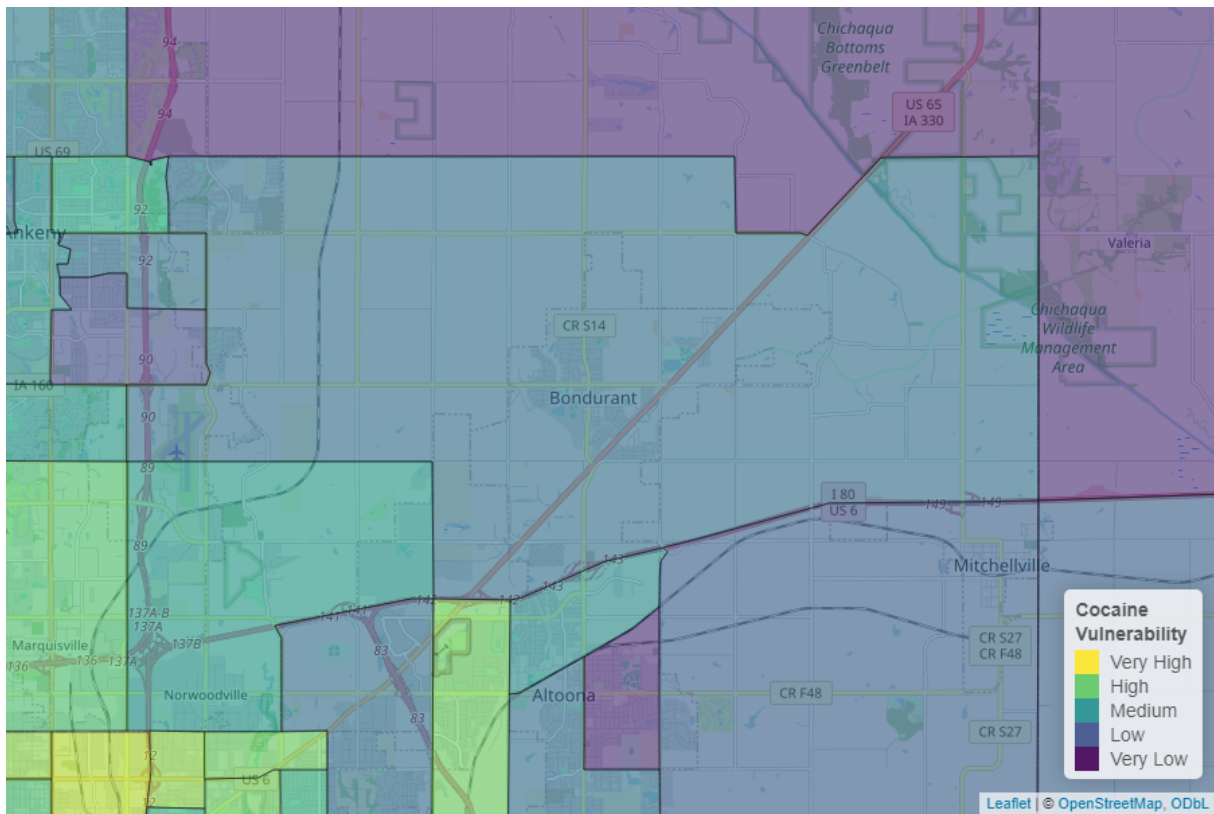 94
Chichaqua
Bottoms
Greenbelt
US 65
IA 330
94
US 69
92
Ankeny
Valeria
92
Chichaqua
Wildlife
Management
Area
CR S14
90
IA 160
Bondurant
90
89
I 80
US 6
149
149
89
143
Mitchellville
143
142
142
137A-B
137A
141
141
137B
Marquisville
136
136
137A
83
CR S27
CR F48
Norwoodville
Altoona
CR F48
83
CR S27
12
US 6
12
Cocaine
Vulnerability
Very High
High
Medium
Low
Very Low
Leaflet | © OpenStreetMap, ODbL